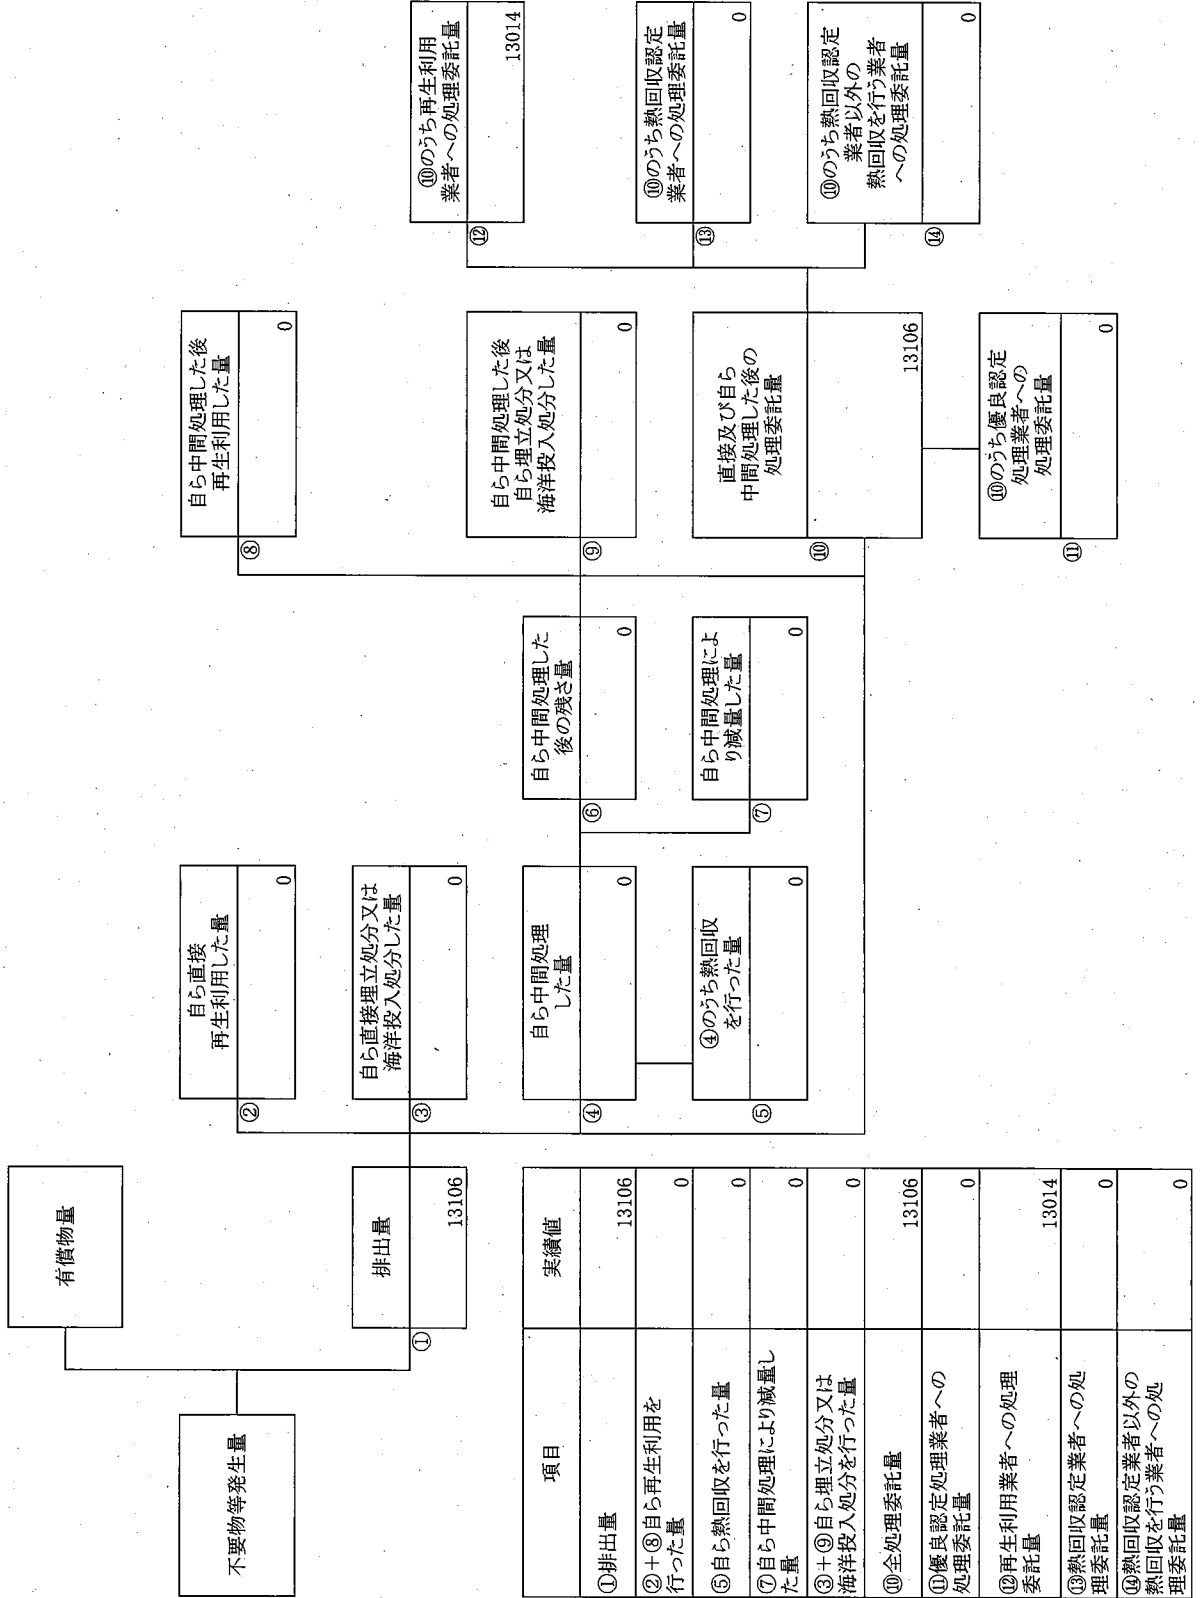 不要物等発生量
有償物量
①
排出量
13106
②
自ら直接
再生利用した量
0
③
自ら直接埋立処分又は
海洋投入処分した量
0
④
自ら中間処理
した量
0
⑤
④のうち熱回収
を行った量
0
⑥
自ら中間処理した
後の残さ量
0
⑦
自ら中間処理によ
り減量した量
0
⑧
自ら中間処理した後
再生利用した量
0
⑨
自ら中間処理した後
自ら埋立処分又は
海洋投入処分した量
0
⑩
直接及び自ら
中間処理した後の
処理委託量
13106
⑪
⑩のうち優良認定
処理業者への
処理委託量
0
⑫
⑩のうち再生利用
業者への処理委託量
13014
⑬
⑩のうち熱回収認定
業者への処理委託量
0
⑭
⑩のうち熱回収認定
業者以外の
熱回収を行う業者
への処理委託量
0
項目 実績値
①排出量 13106
②+⑧自ら再生利用を
行った量 0
⑤自ら熱回収を行った量 0
⑦自ら中間処理により減量し
た量 0
③+⑨自ら埋立処分又は
海洋投入処分を行った量 0
⑩全処理委託量 13106
⑪優良認定処理業者への
処理委託量 0
⑫再生利用業者への処理
委託量 13014
⑬熱回収認定業者への処
理委託量 0
⑭熱回収認定業者以外の
熱回収を行う業者への処
理委託量 0